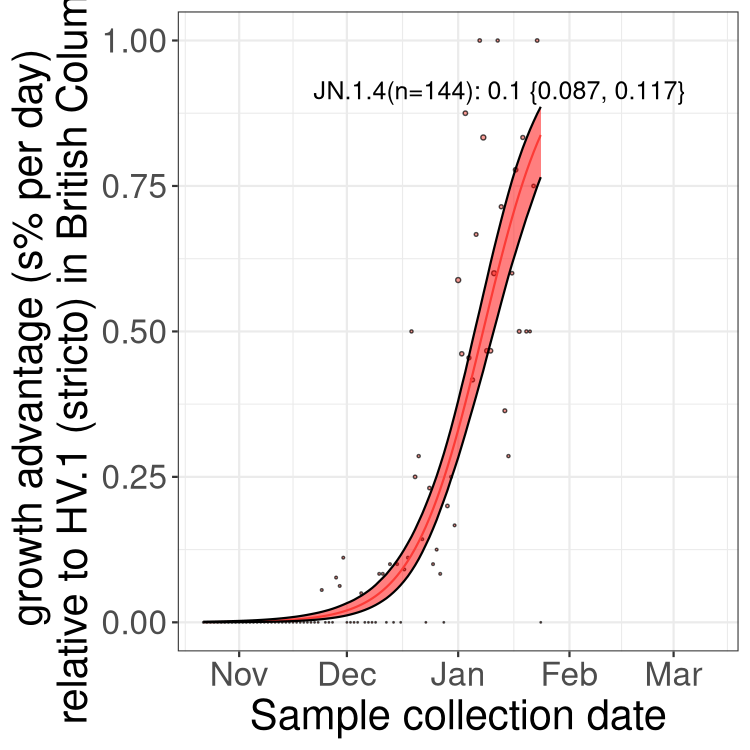 growth advantage (s% per day)
relative to HV.1 (stricto) in British Colum
1.00
0.75
0.50
0.25
0.00
JN.1.4(n=144): 0.1 {0.087, 0.117}
Nov Dec Jan Feb Mar
Sample collection date